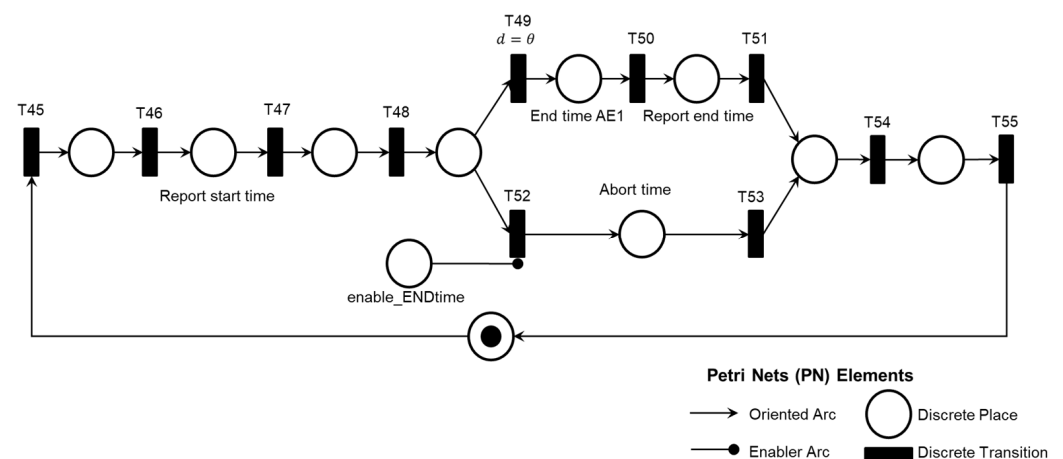 T49
d = θ
T50
T51
T45
T46
T47
T48
End time AE1
Report end time
T54
T55
Report start time
Abort time
T52
T53
enable_ENDtime
Petri Nets (PN) Elements
Oriented Arc
Discrete Place
Enabler Arc
Discrete Transition